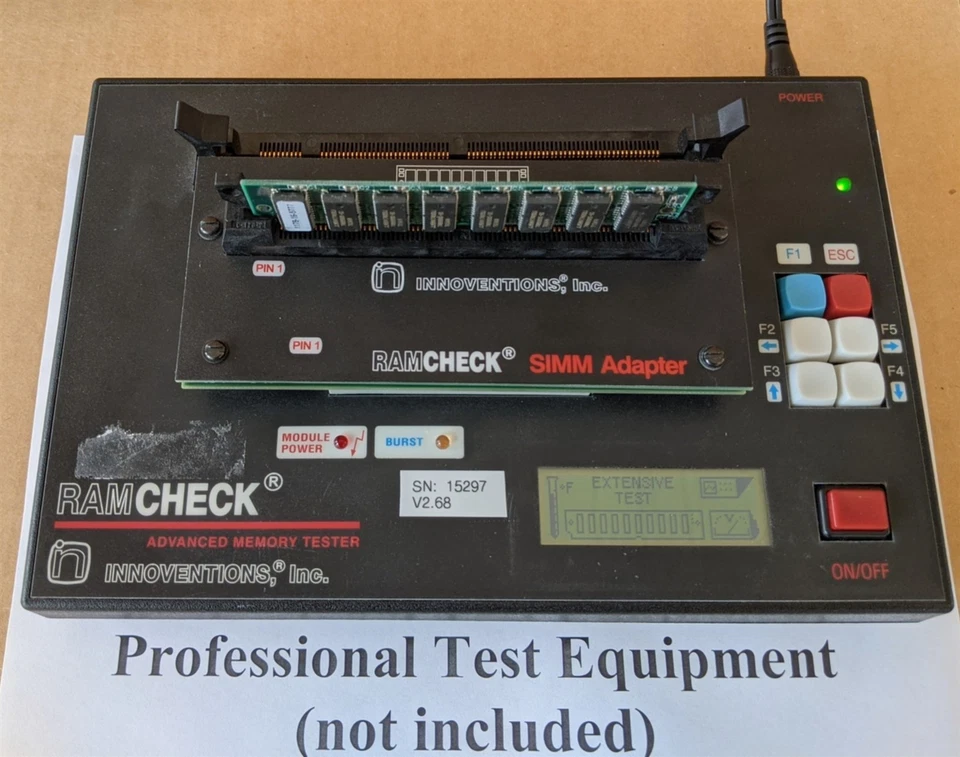 POWER
PIN 1
INNOVENTIONS,® Inc.
PIN 1
RAMCHECK® SIMM Adapter
F1
ESC
F2
F5
F3
F4
MODULE
POWER
BURST
SN: 15297
V2.68
°F
EXTENSIVE
TEST
RAMCHECK®
ADVANCED MEMORY TESTER
INNOVENTIONS,® Inc.
ON/OFF
Professional Test Equipment
(not included)